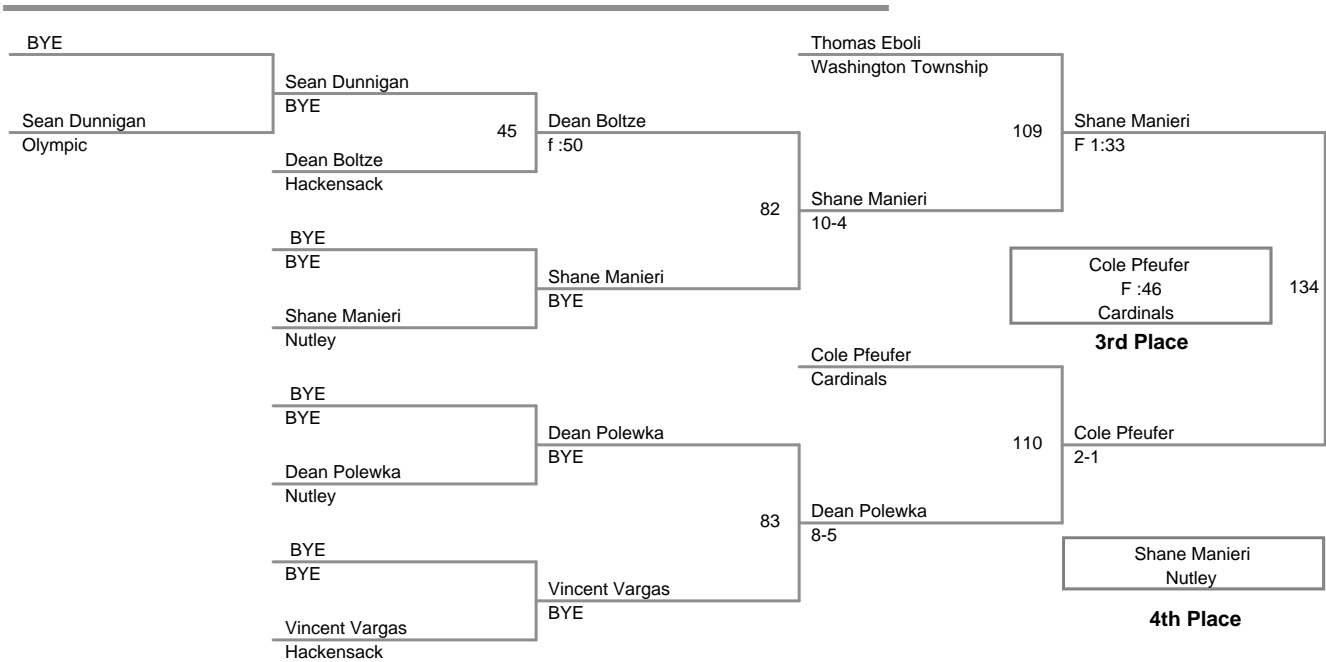 BYE
Sean Dunnigan
Olympic
Sean Dunnigan
BYE
45
Dean Boltze
Hackensack
BYE
BYE
Shane Manieri
Nutley
BYE
BYE
Dean Polewka
Nutley
BYE
BYE
Vincent Vargas
Hackensack
Dean Boltze
f :50
82
Shane Manieri
BYE
Dean Polewka
BYE
83
Vincent Vargas
BYE
Thomas Eboli
Washington Township
109
Shane Manieri
10-4
Cole Pfeufer
Cardinals
110
Dean Polewka
8-5
Shane Manieri
F 1:33
Cole Pfeufer
F :46
Cardinals
134
3rd Place
Cole Pfeufer
2-1
Shane Manieri
Nutley
4th Place